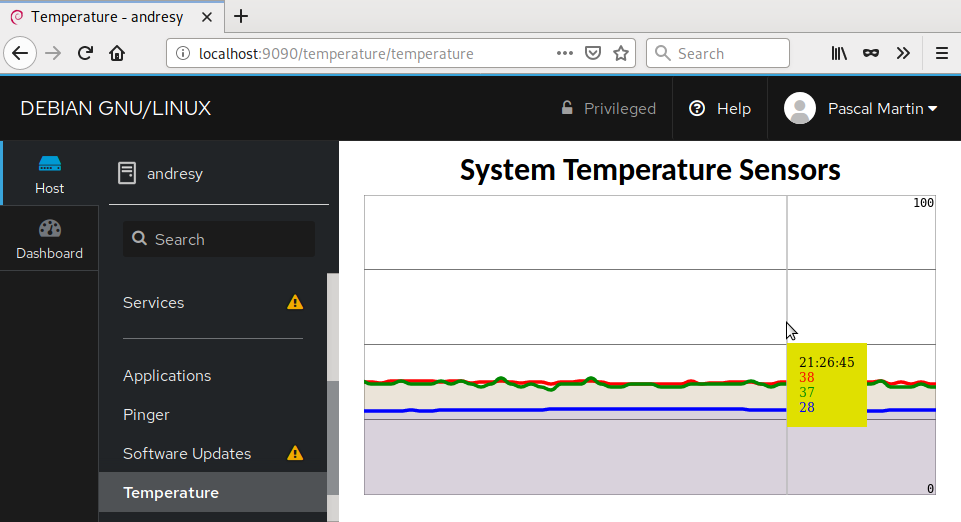 Temperature - andresy
localhost:9090/temperature/temperature
Search
DEBIAN GNU/LINUX
Privileged
Help
Pascal Martin
Host
Dashboard
andresy
Search
Services
Applications
Pinger
Software Updates
Temperature
System Temperature Sensors
100
21:26:45
38
37
28
0